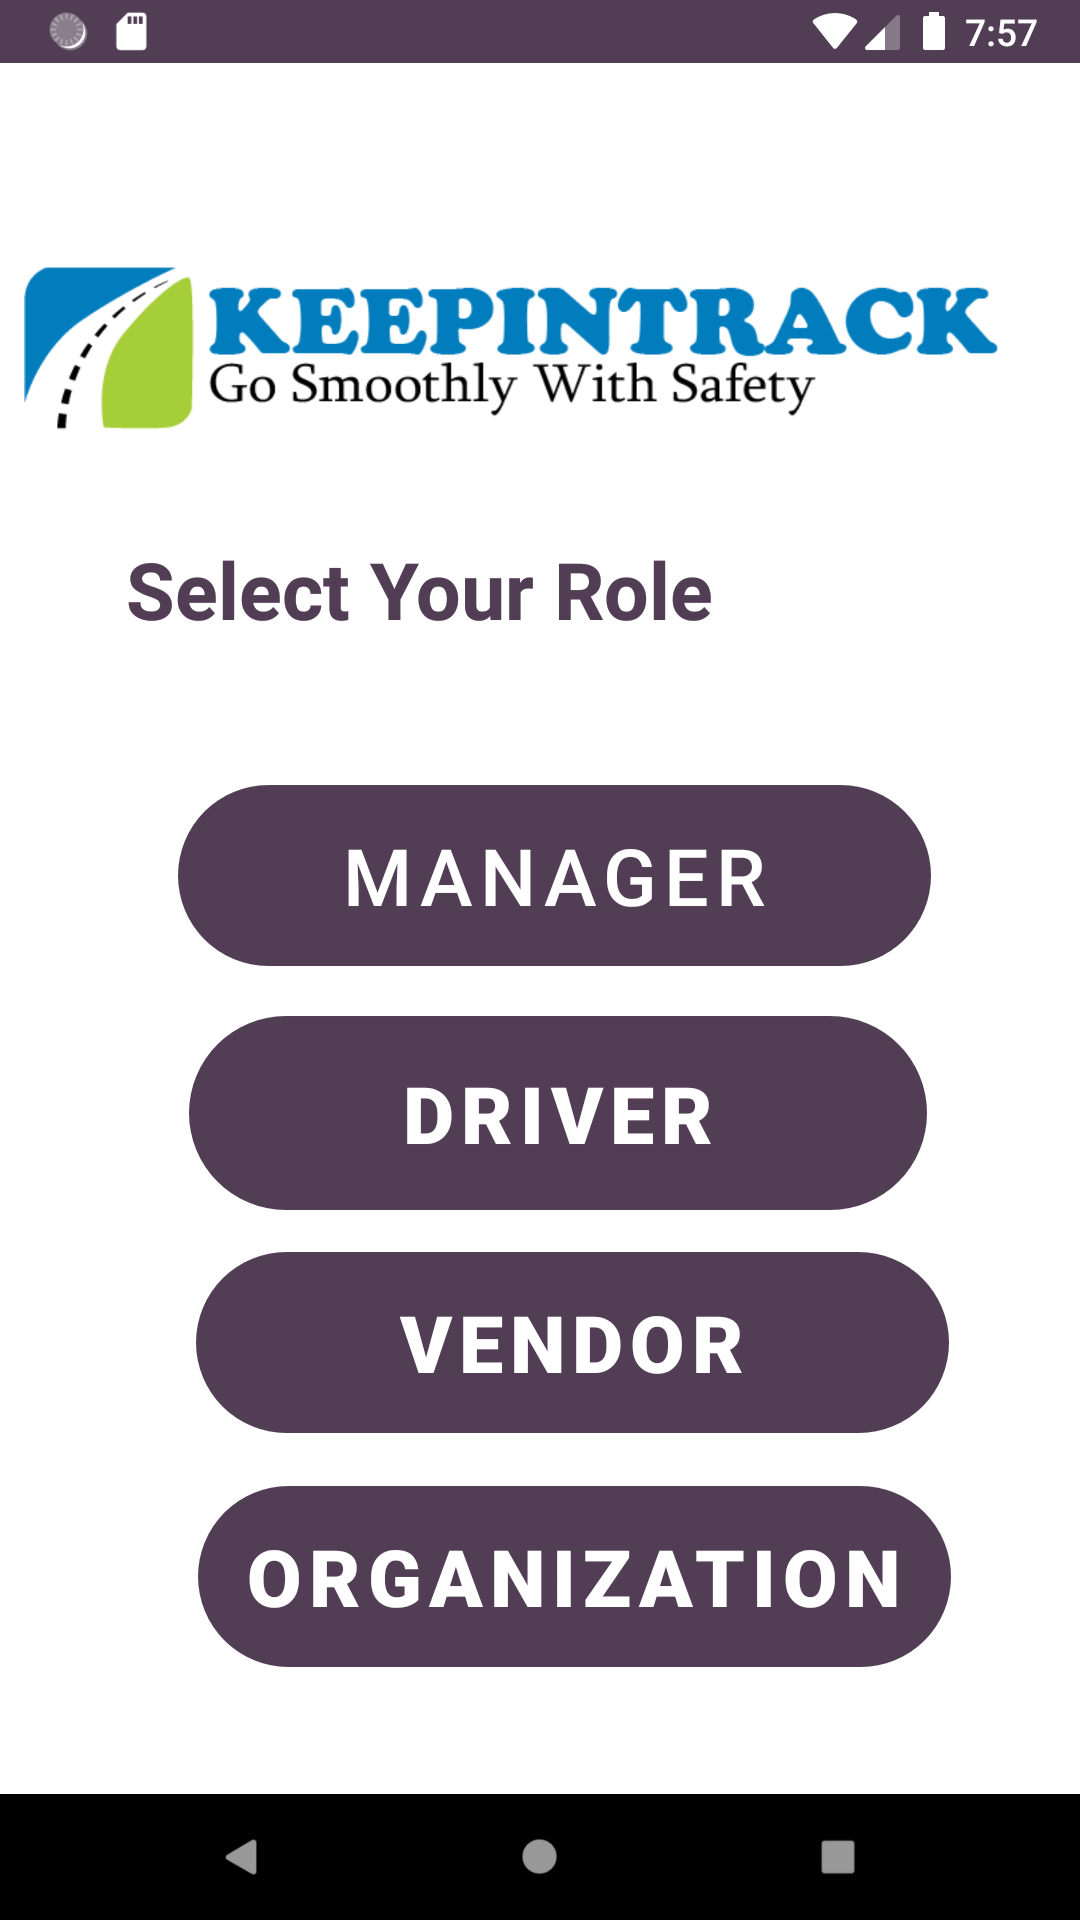 7:57
KEEPINTRACK
Go Smoothly With Safety
Select Your Role
MANAGER
DRIVER
VENDOR
ORGANIZATION